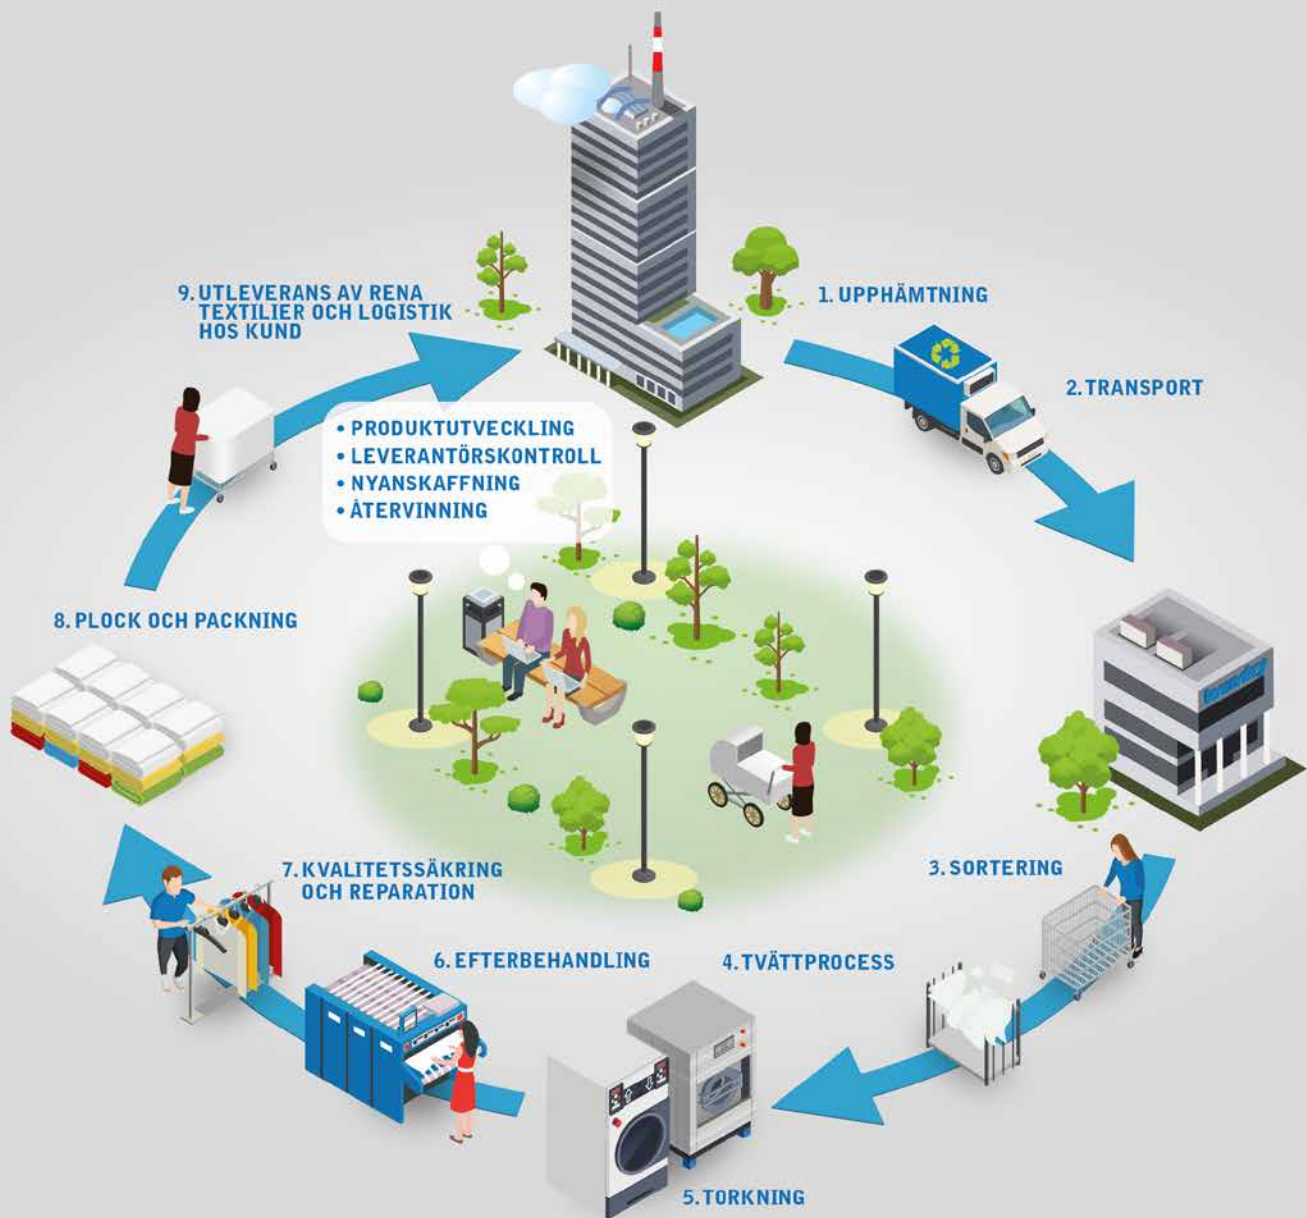 1. UPPHÄMTNING
2. TRANSPORT
3. SORTERING
4. TVÄTTPROCESS
5. TORKNING
6. EFTERBEHANDLING
7. KVALITETSSÄKRING
OCH REPARATION
8. PLOCK OCH PACKNING
9. UTLEVERANS AV RENA
TEXTILIER OCH LOGISTIK
HOS KUND
• PRODUKTUTVECKLING
• LEVERANTÖRSKONTROLL
• NYANSKAFFNING
• ÅTERVINNING